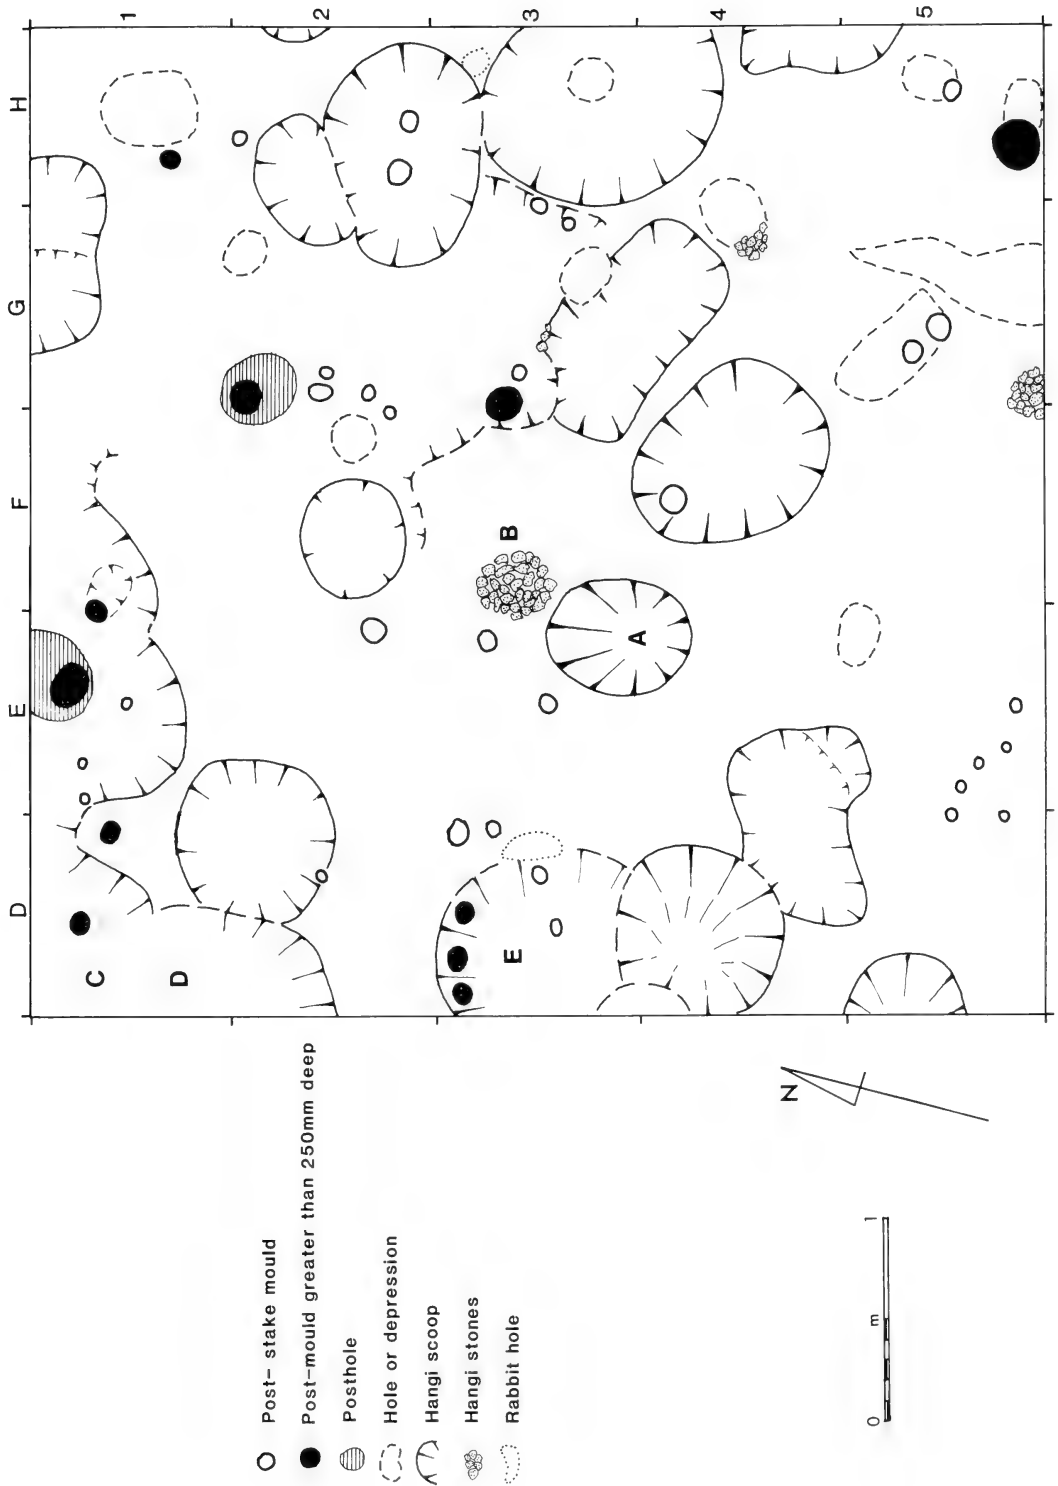 D
E
F
G
H
1
2
3
4
5
A
B
C
D
E
N
Post- stake mould
Post-mould greater than 250mm deep
Posthole
Hole or depression
Hangi scoop
Hangi stones
Rabbit hole
0 m 1